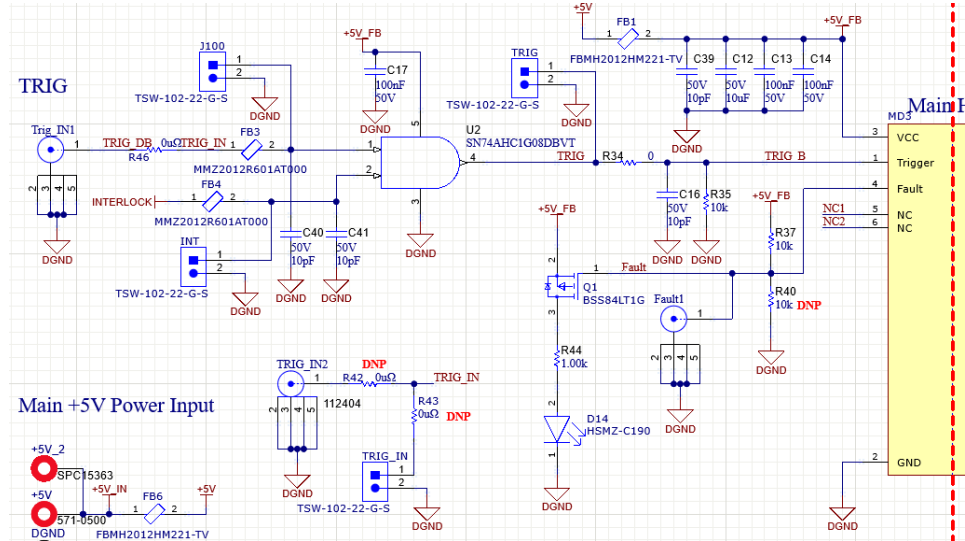 TRIG
Trig_IN1
1
2 3 4 5
DGND
TRIG_DB
0uΩ
TRIG_IN
R46
FB3
1 2
MMZ2012R601AT000
INTERLOCK
FB4
1 2
MMZ2012R601AT000
J100
1
2
TSW-102-22-G-S
DGND
INT
1
2
TSW-102-22-G-S
DGND
C40
50V
10pF
DGND
C41
50V
10pF
DGND
+5V_FB
C17
100nF
50V
DGND
5
1
2
3
4
U2
SN74AHC1G08DBVT
DGND
TRIG
1
2
TSW-102-22-G-S
DGND
TRIG
R34
0
TRIG_B
C16
50V
10pF
DGND
R35
10k
DGND
+5V
FB1
1 2
FBMH2012HM221-TV
+5V_FB
C39
50V
10pF
C12
50V
10uF
C13
100nF
50V
C14
100nF
50V
DGND
Main H
MD3
3 VCC
1 Trigger
4 Fault
NC1 5 NC
NC2 6 NC
2 GND
DGND
+5V_FB
R37
10k
R40
10k
DNP
DGND
Fault1
1
2 3 4 5
DGND
+5V_FB
2
1
Fault
Q1
BSS84LT1G
3
R44
1.00k
2
D14
HSMZ-C190
1
DGND
TRIG_IN2
1
2 3 4 5
112404
DGND
DNP
R42
0uΩ
TRIG_IN
R43
0uΩ
DNP
TRIG_IN
1
2
TSW-102-22-G-S
DGND
Main +5V Power Input
+5V_2
SPC15363
+5V
571-0500
DGND
+5V_IN
FB6
1 2
+5V
FBMH2012HM221-TV